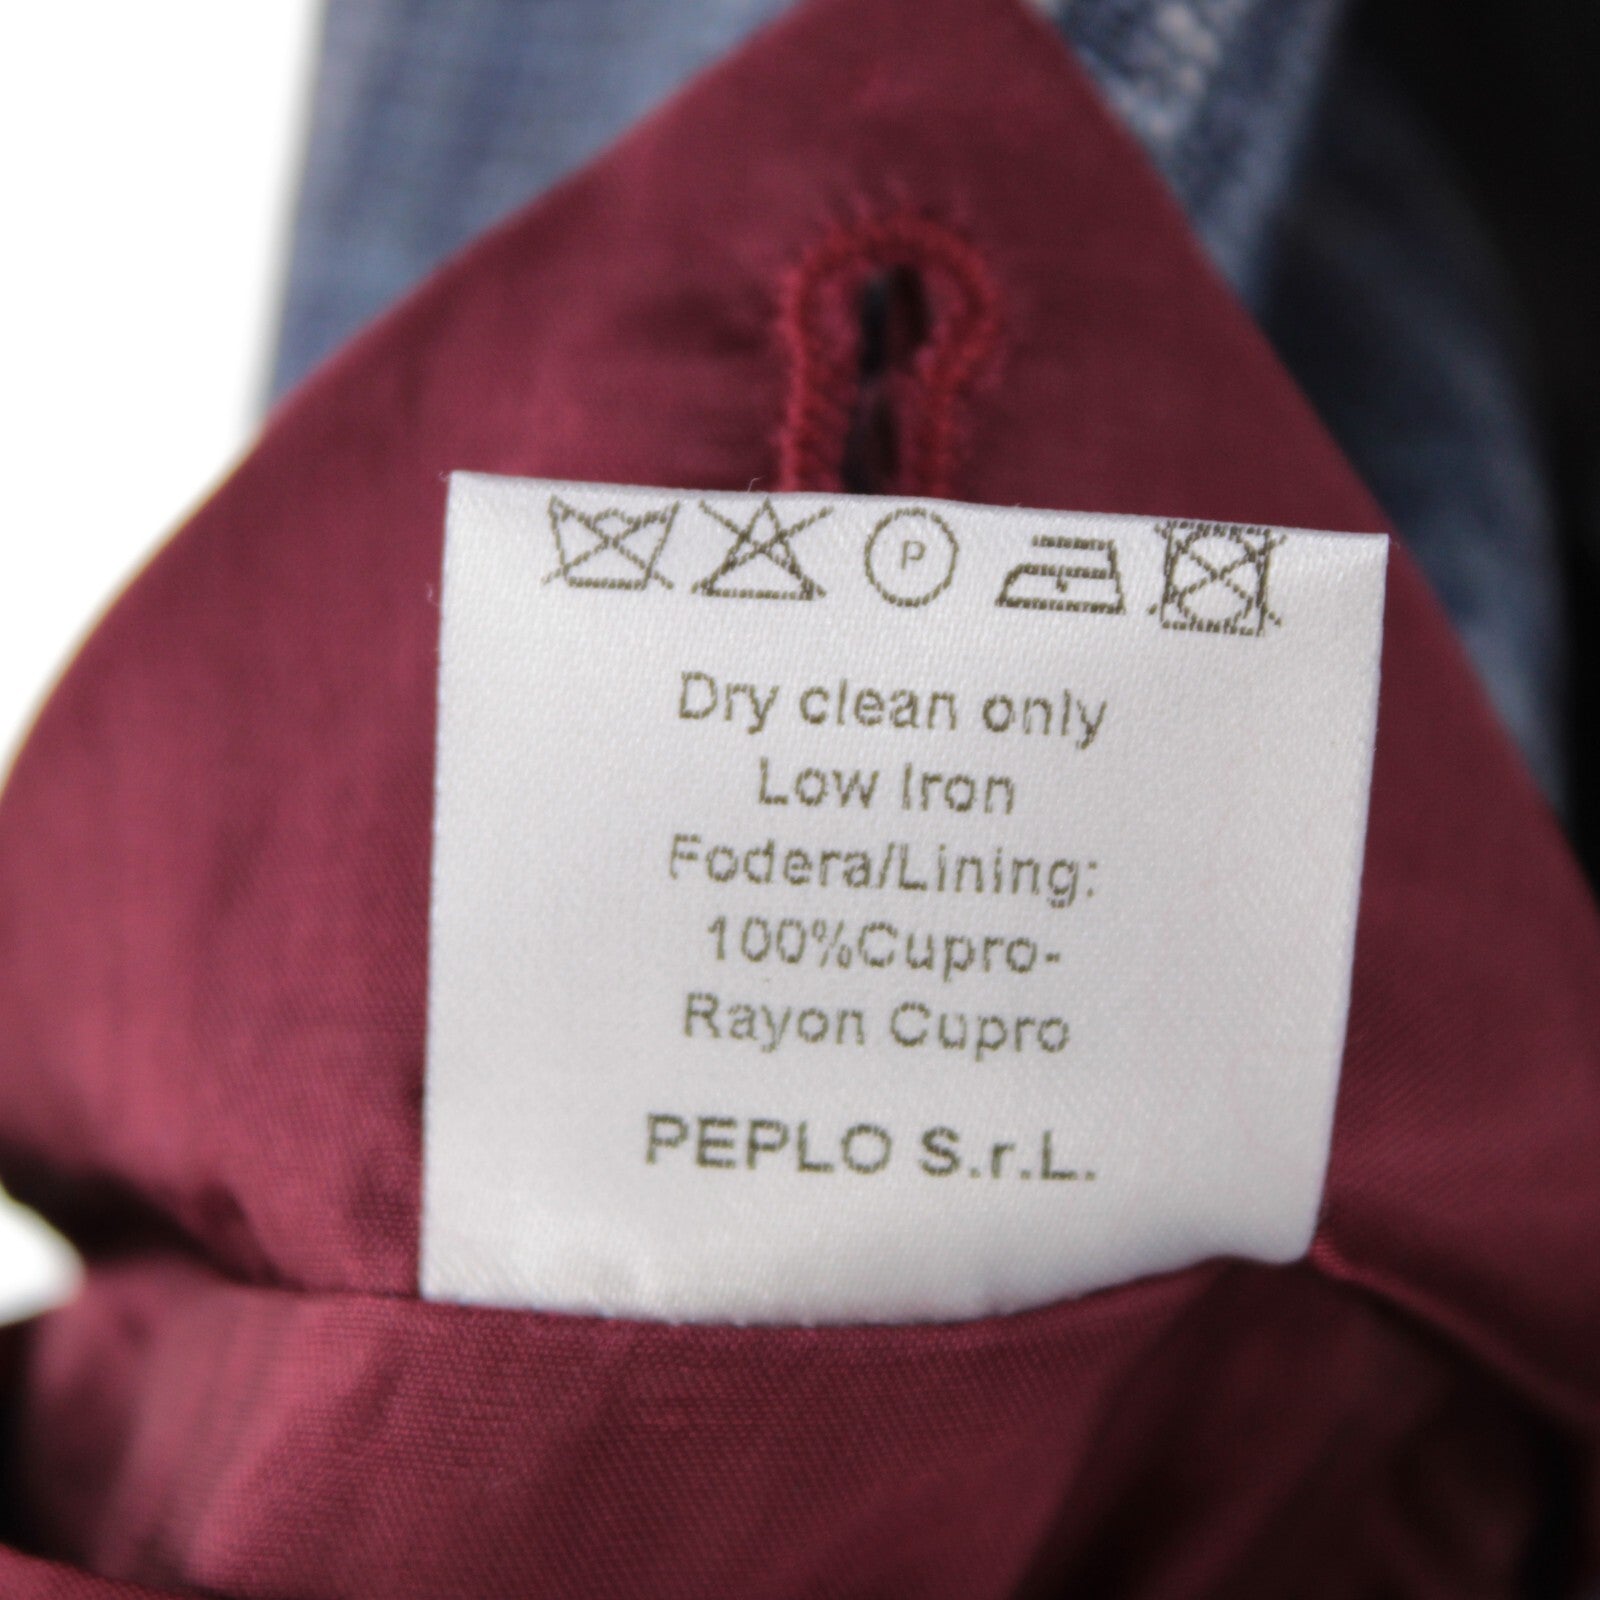 P
Dry clean only
Low Iron
Fodera/Lining:
100%Cupro-
Rayon Cupro
PEPLO S.r.L.